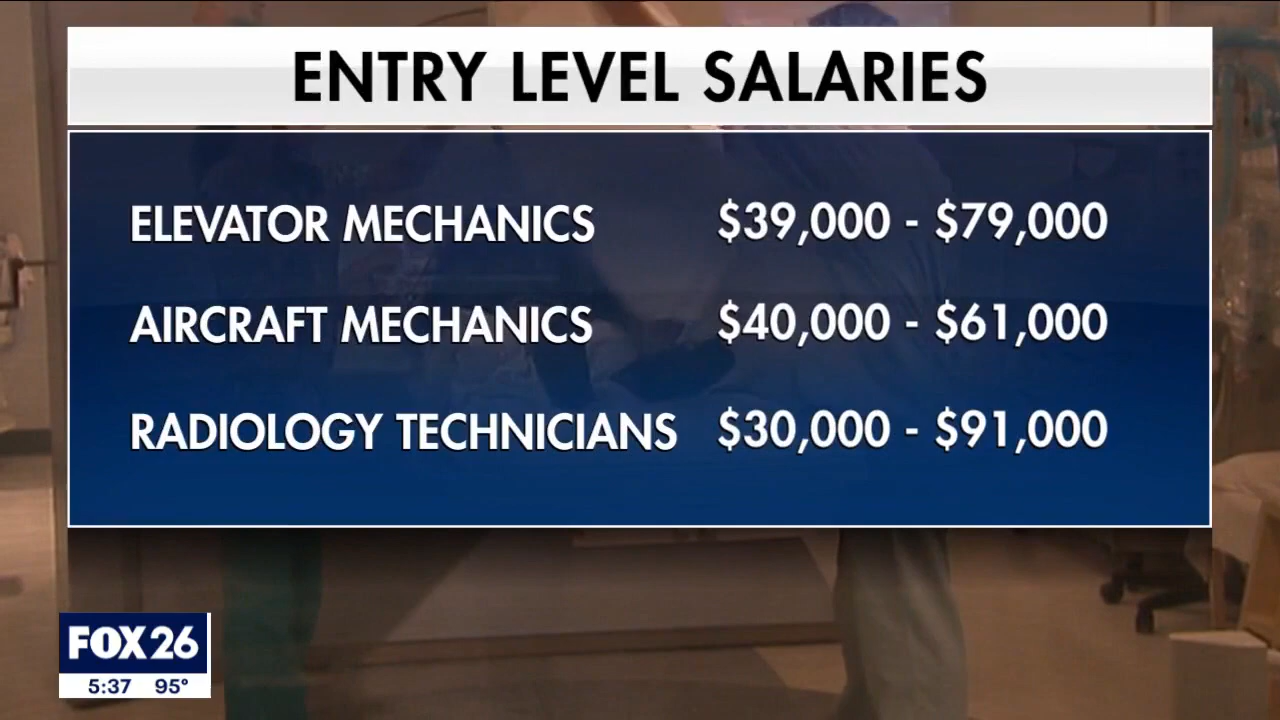 ENTRY LEVEL SALARIES
ELEVATOR MECHANICS $39,000 - $79,000
AIRCRAFT MECHANICS $40,000 - $61,000
RADIOLOGY TECHNICIANS $30,000 - $91,000
FOX 26
5:37 95°